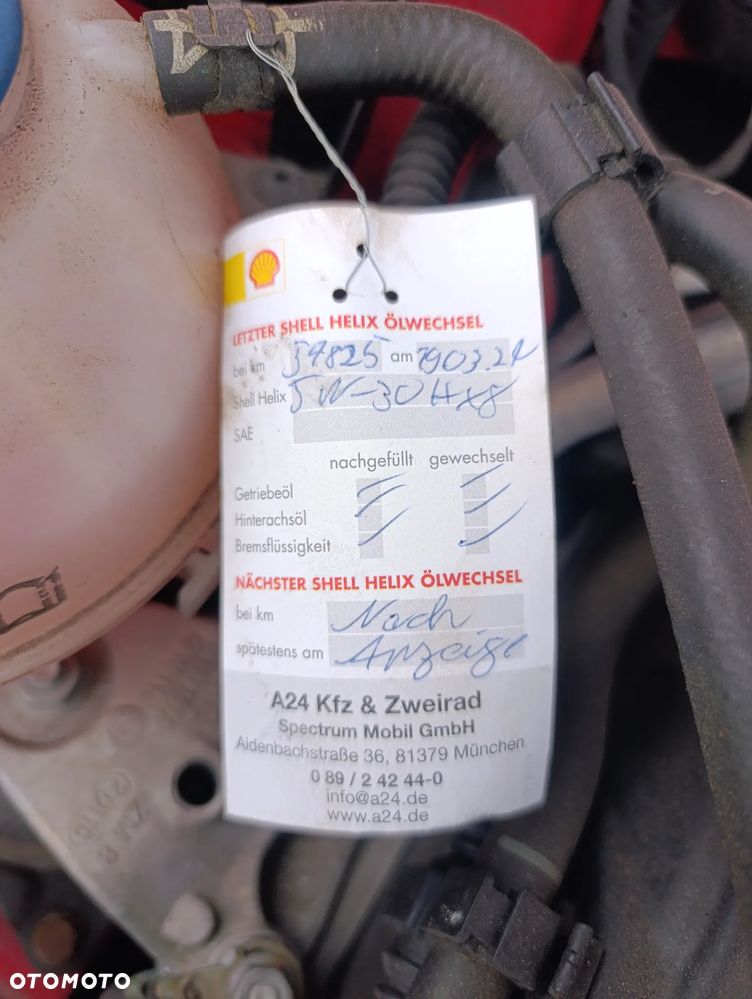 LETZTER SHELL HELIX ÖLWECHSEL
bei km 59825 am 19.03.24
Shell Helix 5W-30 HX8
SAE
nachgefüllt gewechselt
Getriebeöl
Hinterachsöl
Bremsflüssigkeit
NÄCHSTER SHELL HELIX ÖLWECHSEL
bei km Nach
spätestens am Anzeige
A24 Kfz & Zweirad
Spectrum Mobil GmbH
Aidenbachstraße 36, 81379 München
0 89 / 2 42 44-0
info@a24.de
www.a24.de
OTOMOTO